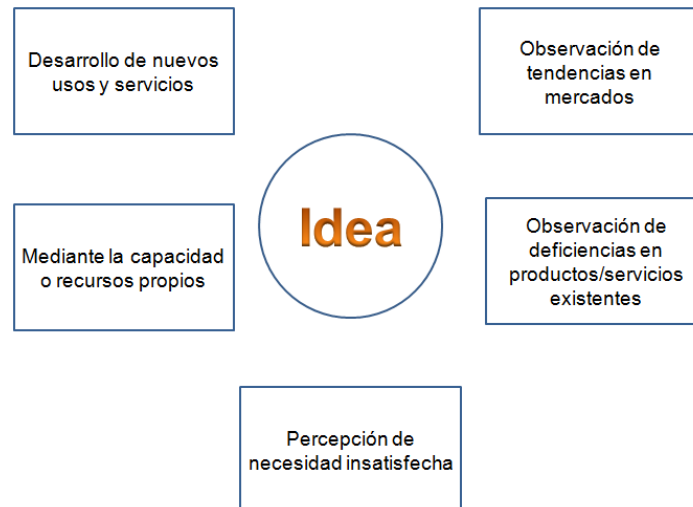 Desarrollo de nuevos
usos y servicios
Observación de
tendencias en
mercados
Idea
Mediante la capacidad
o recursos propios
Observación de
deficiencias en
productos/servicios
existentes
Percepción de
necesidad insatisfecha